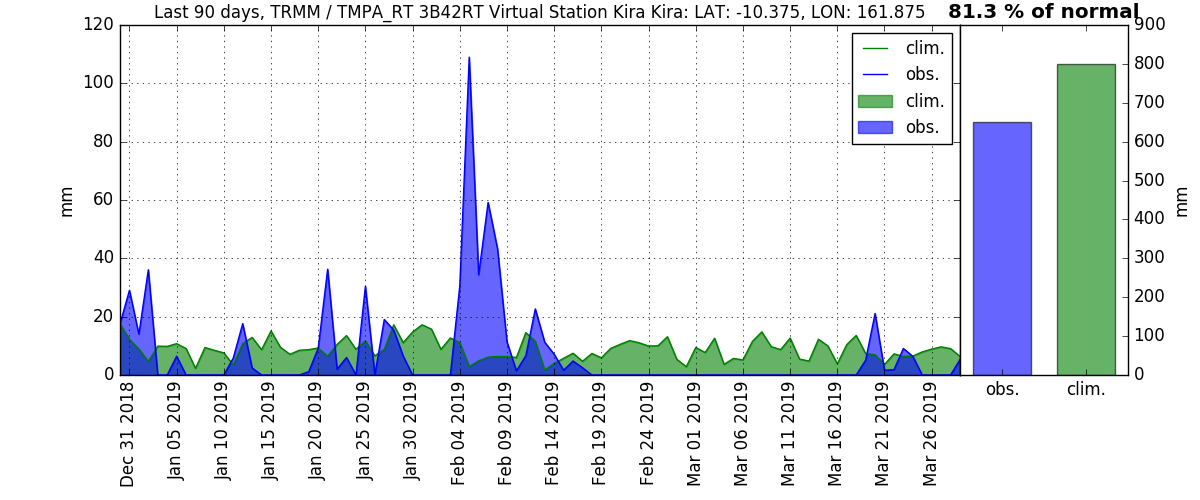 Last 90 days, TRMM / TMPA_RT 3B42RT Virtual Station Kira Kira: LAT: -10.375, LON: 161.875
81.3 % of normal
120
100
80
60
40
20
0
mm
clim.
obs.
clim.
obs.
900
800
700
600
500
400
300
200
100
0
mm
obs.
clim.
Dec 31 2018
Jan 05 2019
Jan 10 2019
Jan 15 2019
Jan 20 2019
Jan 25 2019
Jan 30 2019
Feb 04 2019
Feb 09 2019
Feb 14 2019
Feb 19 2019
Feb 24 2019
Mar 01 2019
Mar 06 2019
Mar 11 2019
Mar 16 2019
Mar 21 2019
Mar 26 2019